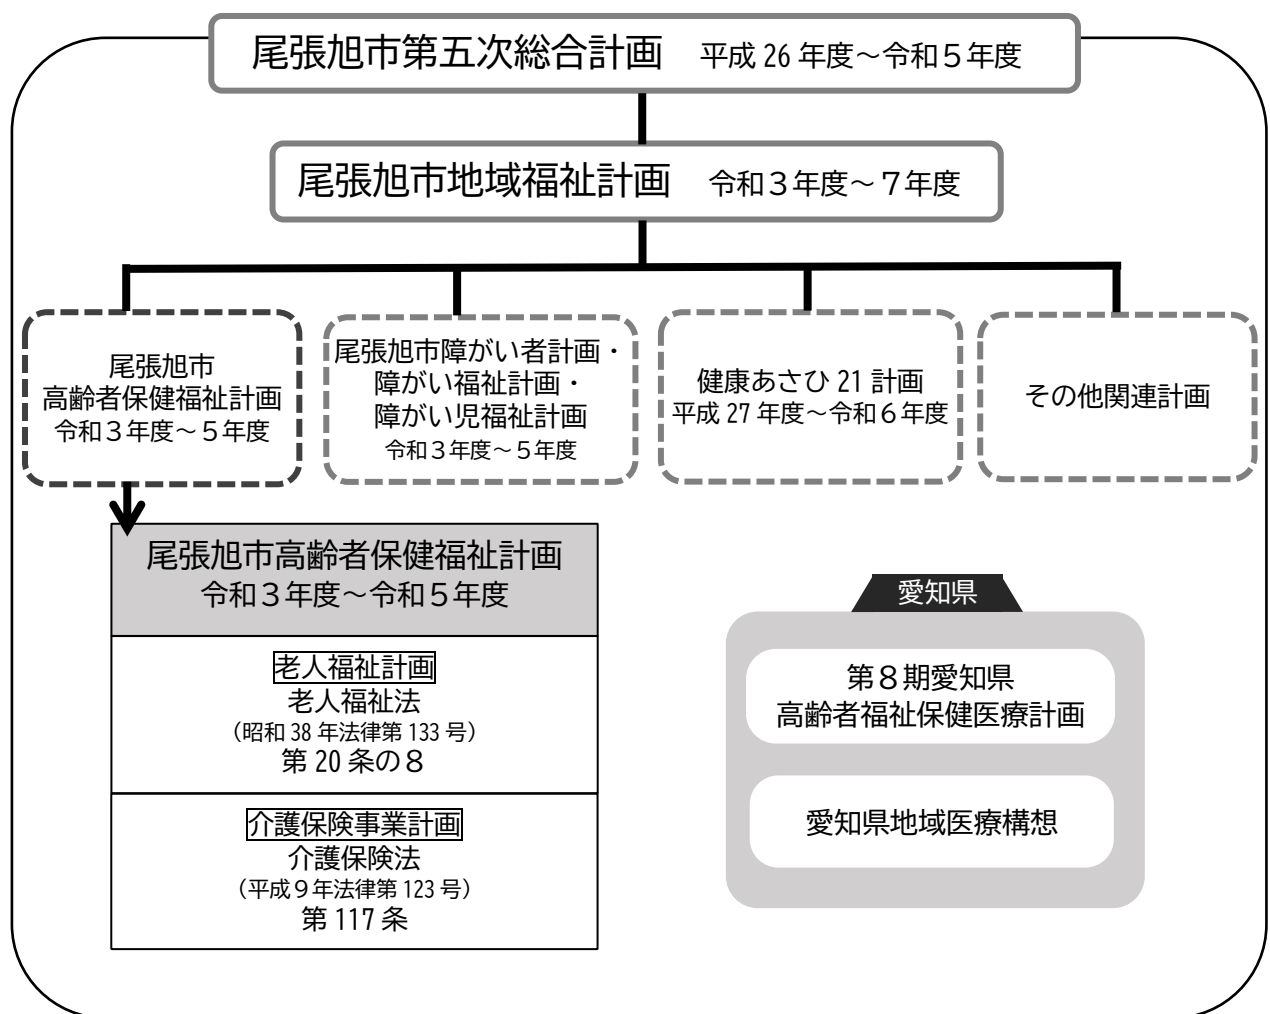 尾張旭市第五次総合計画 平成 26 年度～令和５年度
尾張旭市地域福祉計画 令和３年度～７年度
尾張旭市
高齢者保健福祉計画
令和３年度～５年度
尾張旭市障がい者計画・
障がい福祉計画・
障がい児福祉計画
令和３年度～５年度
健康あさひ 21 計画
平成 27 年度～令和６年度
その他関連計画
尾張旭市高齢者保健福祉計画
令和３年度～令和５年度
老人福祉計画
老人福祉法
（昭和 38 年法律第 133 号）
第 20 条の８
介護保険事業計画
介護保険法
（平成９年法律第 123 号）
第 117 条
愛知県
第８期愛知県
高齢者福祉保健医療計画
愛知県地域医療構想